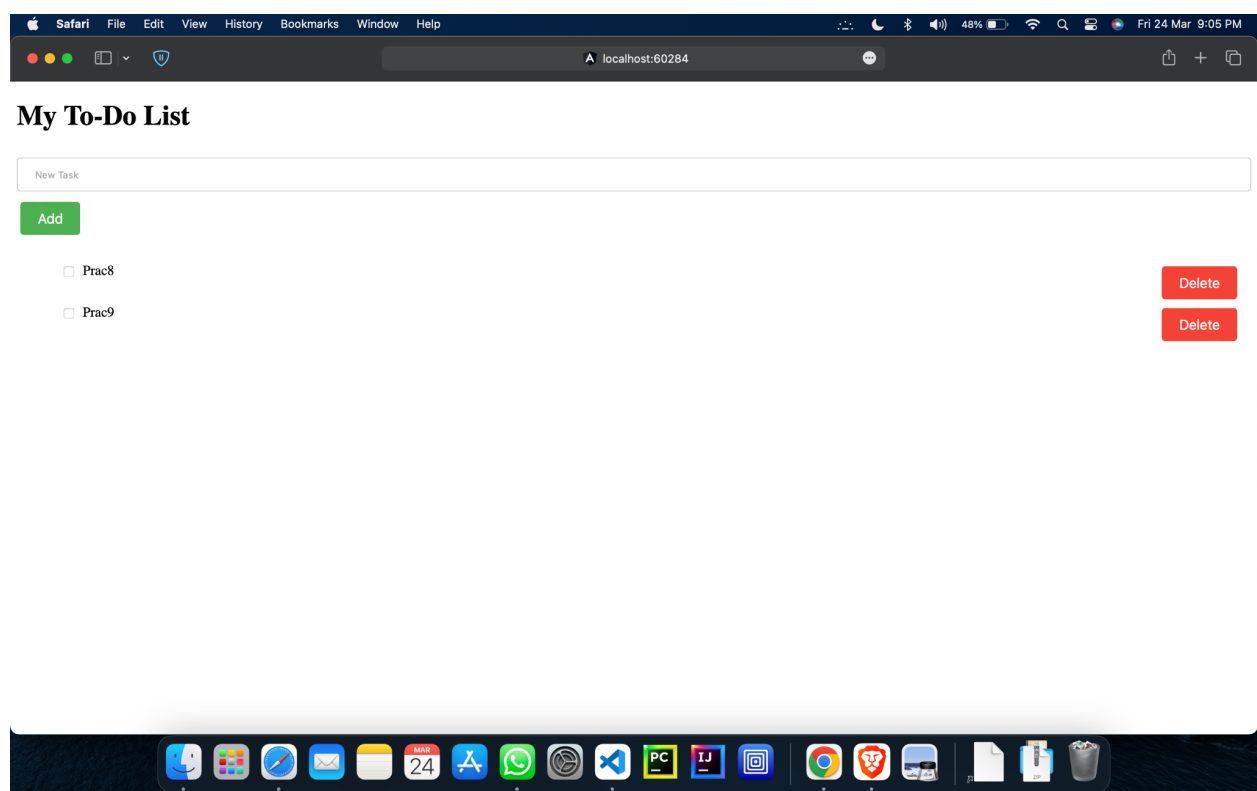 Safari File Edit View History Bookmarks Window Help 48% Fri 24 Mar 9:05 PM
localhost:60284
My To-Do List
New Task
Add
Prac8
Delete
Prac9
Delete
MAR
24
PC
IJ
ZIP